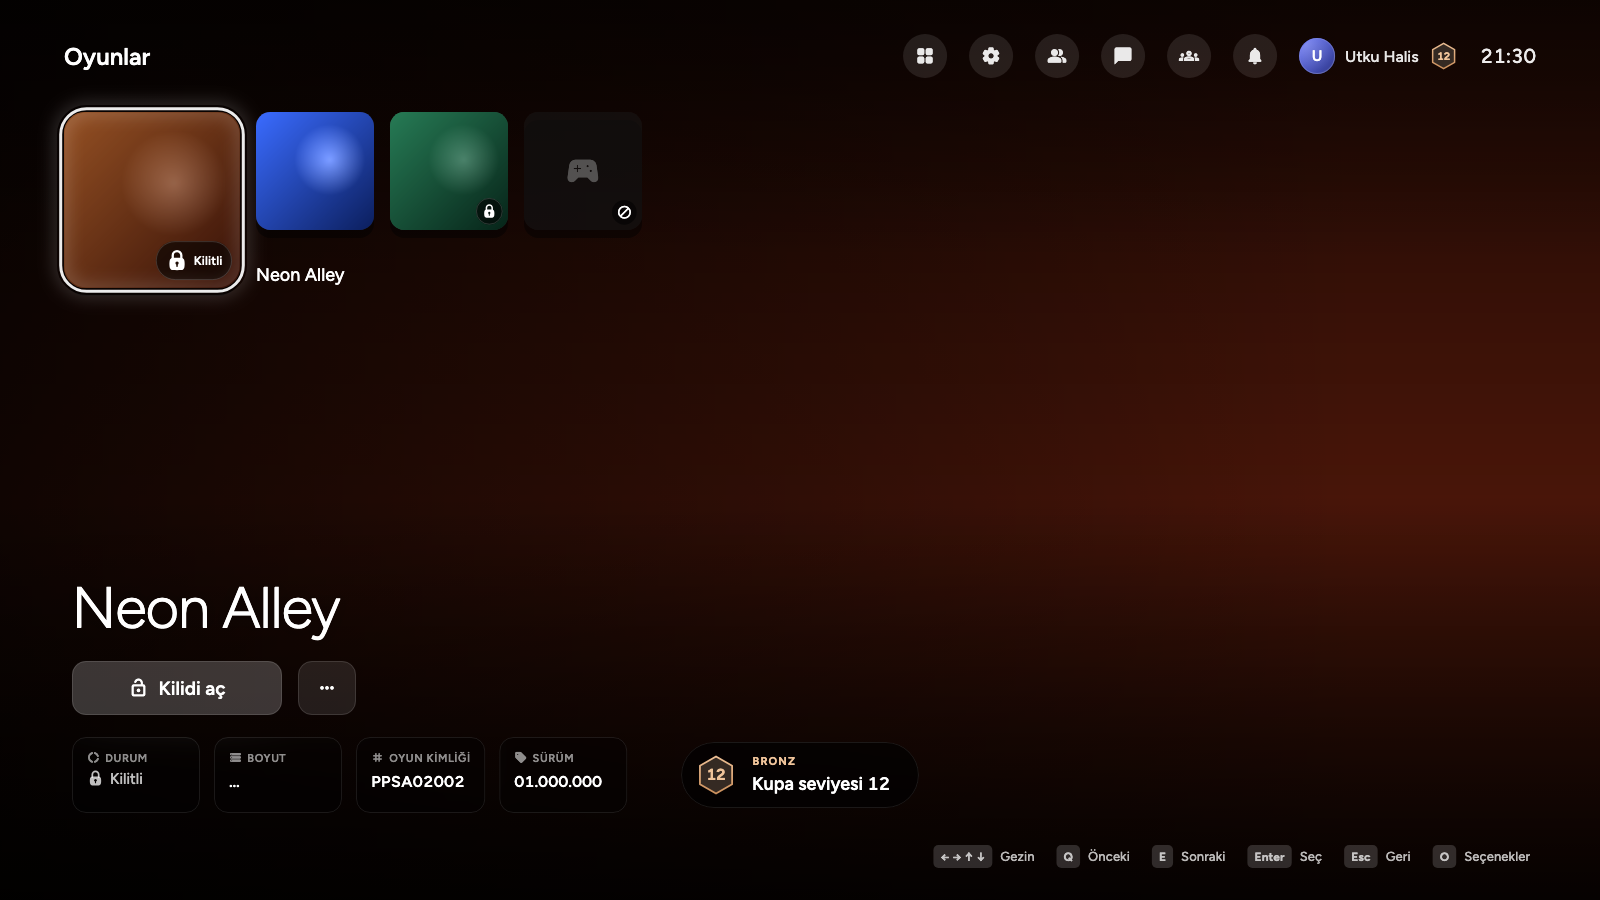 Oyunlar
U Utku Halis 12 21:30
Kilitli
Neon Alley
Neon Alley
Kilidi aç
DURUM
Kilitli
BOYUT
...
OYUN KİMLİĞİ
PPSA02002
SÜRÜM
01.000.000
12
BRONZ
Kupa seviyesi 12
←→↑↓ Gezin Q Önceki E Sonraki Enter Seç Esc Geri O Seçenekler